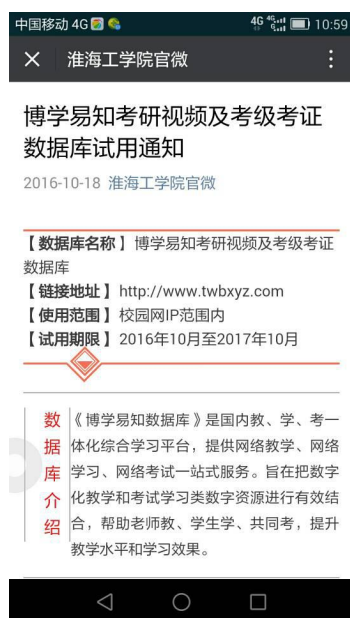 中国移动 4G 4G 4G 10:59
淮海工学院官微
博学易知考研视频及考级考证
数据库试用通知
2016-10-18 淮海工学院官微
【数据库名称】博学易知考研视频及考级考证
数据库
【链接地址】http://www.twbxyz.com
【使用范围】校园网IP范围内
【试用期限】2016年10月至2017年10月
数据库介绍
《博学易知数据库》是国内教、学、考一
体化综合学习平台，提供网络教学、网络
学习、网络考试一站式服务。旨在把数字
化教学和考试学习类数字资源进行有效结
合，帮助老师教、学生学、共同考，提升
教学水平和学习效果。